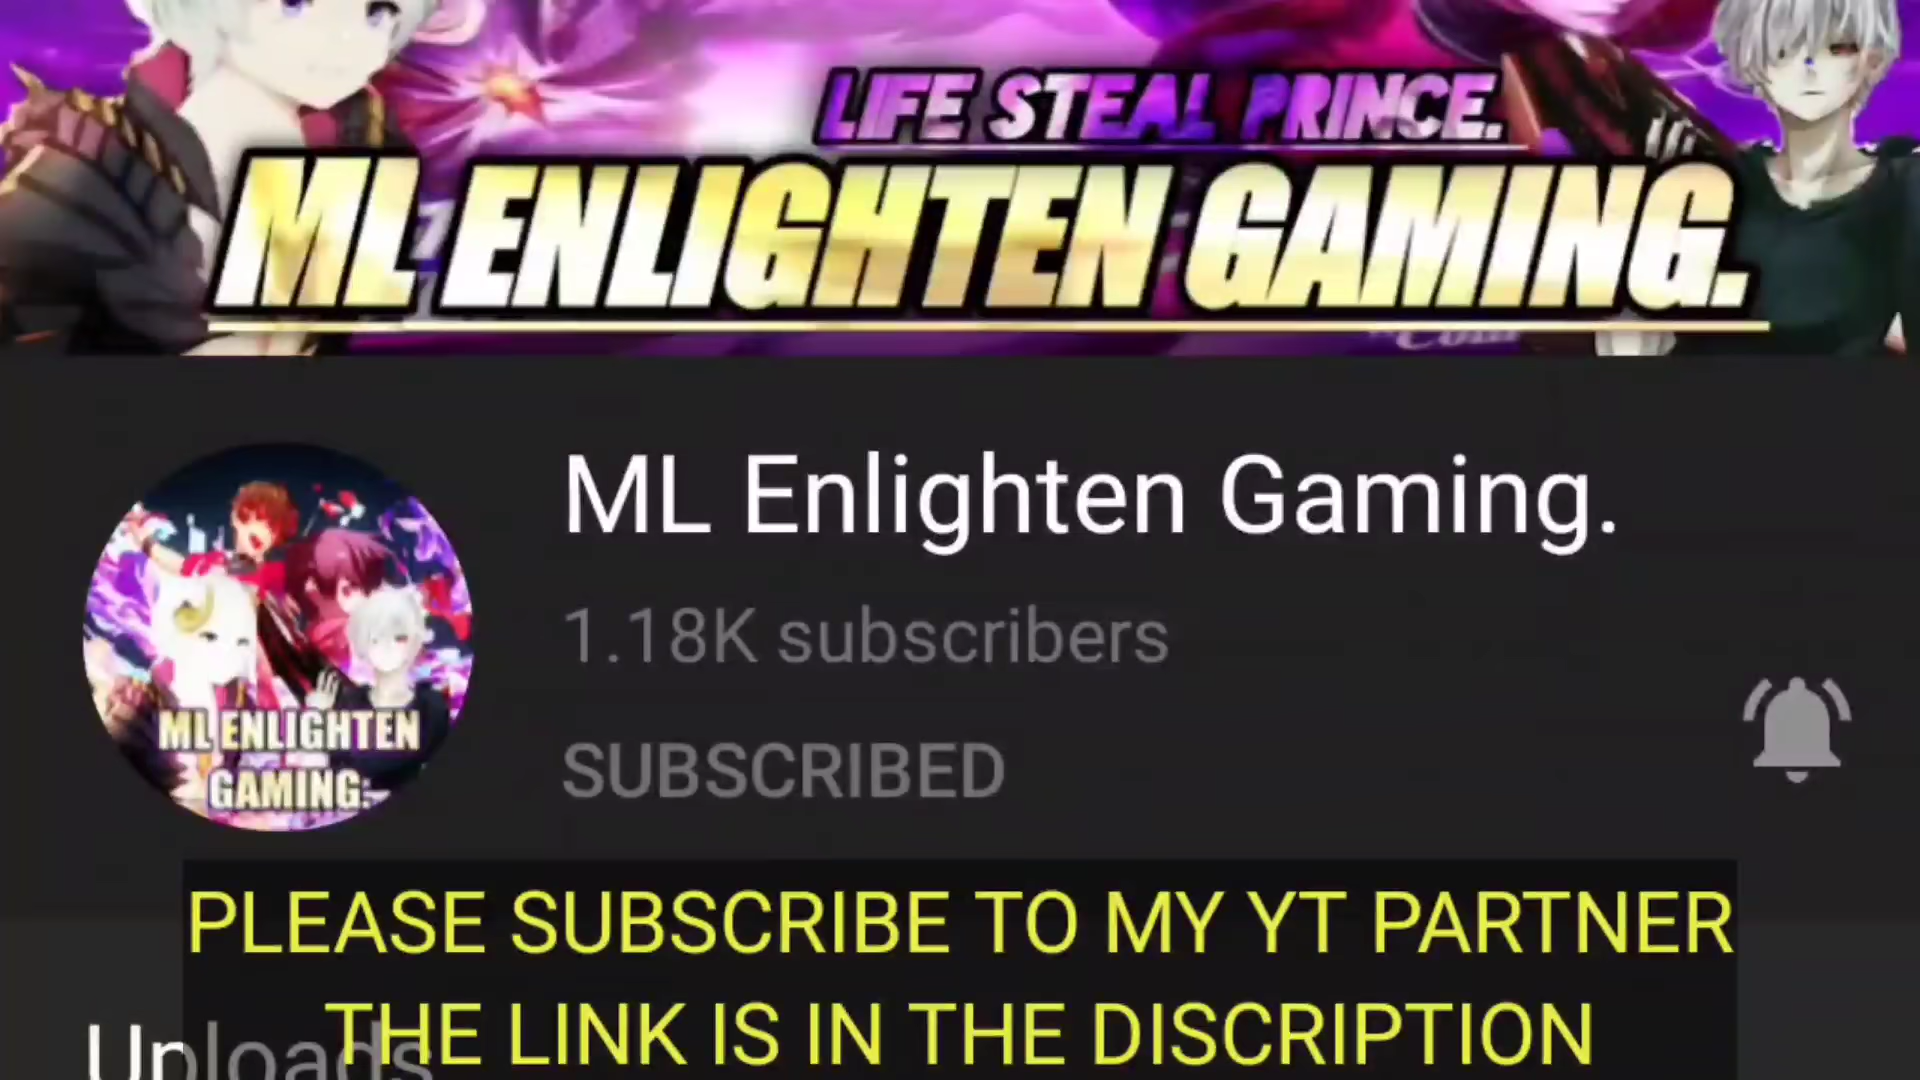 LIFE STEAL PRINCE.
ML ENLIGHTEN GAMING.
ML Enlighten Gaming.
1.18K subscribers
ML ENLIGHTEN
GAMING.
SUBSCRIBED
PLEASE SUBSCRIBE TO MY YT PARTNER
THE LINK IS IN THE DISCRIPTION
Uploads